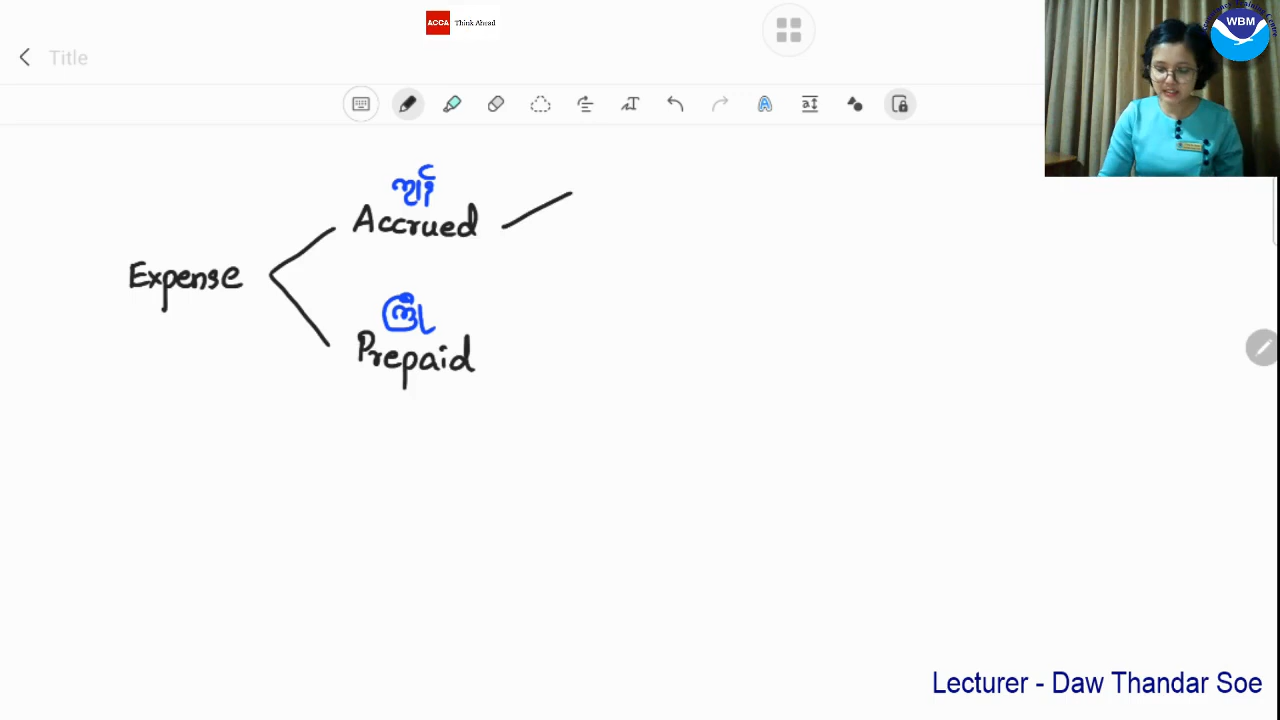 ACCA Think Ahead
WBM
Title
ကျန်
Accrued
Expense
ကြို
Prepaid
Lecturer - Daw Thandar Soe